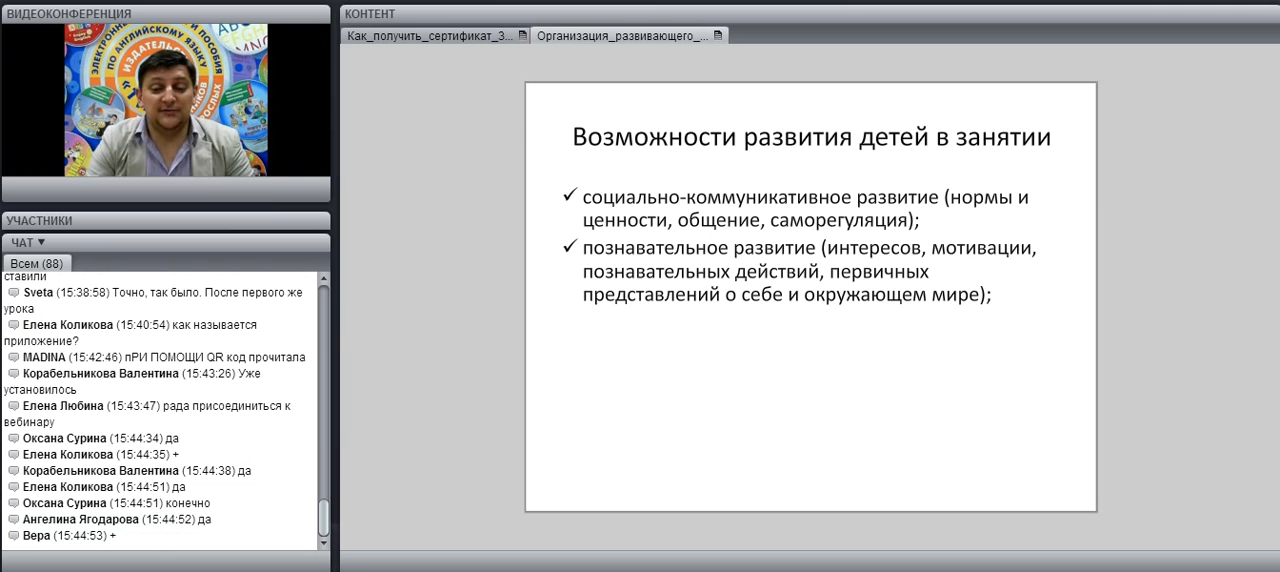 ВИДЕОКОНФЕРЕНЦИЯ
ЭЛЕКТРОННЫЕ
ПО АНГЛИЙСКОМУ ЯЗЫКУ
ПОСОБИЯ
УЧАСТНИКИ
ЧАТ
Всем (88)
ставили
Sveta (15:38:58) Точно, так было. После первого же
урока
Елена Коликова (15:40:54) как называется
приложение?
MADINA (15:42:46) пРИ ПОМОЩИ QR код прочитала
Корабельникова Валентина (15:43:26) Уже
установилось
Елена Любина (15:43:47) рада присоединиться к
вебинару
Оксана Сурина (15:44:34) да
Елена Коликова (15:44:35) +
Корабельникова Валентина (15:44:38) да
Елена Коликова (15:44:51) да
Оксана Сурина (15:44:51) конечно
Ангелина Ягодарова (15:44:52) да
Вера (15:44:53) +
КОНТЕНТ
Как_получить_сертификат_3...
Организация_развивающего_...
Возможности развития детей в занятии
✓ социально-коммуникативное развитие (нормы и
ценности, общение, саморегуляция);
✓ познавательное развитие (интересов, мотивации,
познавательных действий, первичных
представлений о себе и окружающем мире);